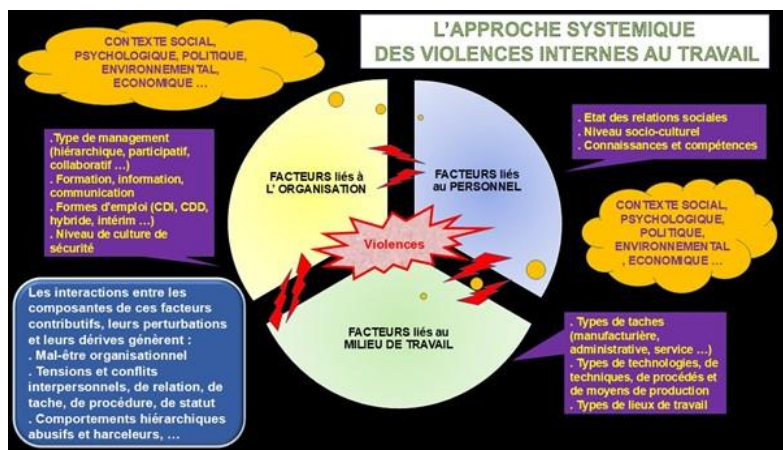 L'APPROCHE SYSTEMIQUE
DES VIOLENCES INTERNES AU TRAVAIL
CONTEXTE SOCIAL,
PSYCHOLOGIQUE, POLITIQUE,
ENVIRONNEMENTAL,
ECONOMIQUE ...
.Type de management
(hiérarchique, participatif,
collaboratif ...)
. Formation, information,
communication
. Formes d'emploi (CDI, CDD,
hybride, intérim ...)
. Niveau de culture de
sécurité
FACTEURS liés à
L' ORGANISATION
FACTEURS liés
au PERSONNEL
. Etat des relations sociales
. Niveau socio-culturel
. Connaissances et compétences
CONTEXTE SOCIAL,
PSYCHOLOGIQUE,
POLITIQUE,
ENVIRONNEMENTAL
, ECONOMIQUE ...
Violences
FACTEURS liés au
MILIEU DE TRAVAIL
Les interactions entre les
composantes de ces facteurs
contributifs, leurs perturbations
et leurs dérives génèrent :
. Mal-être organisationnel
. Tensions et conflits
interpersonnels, de relation, de
tache, de procédure, de statut
. Comportements hiérarchiques
abusifs et harceleurs, ...
. Types de taches
(manufacturière,
administrative, service ...)
. Types de technologies, de
techniques, de procédés et
de moyens de production
. Types de lieux de travail